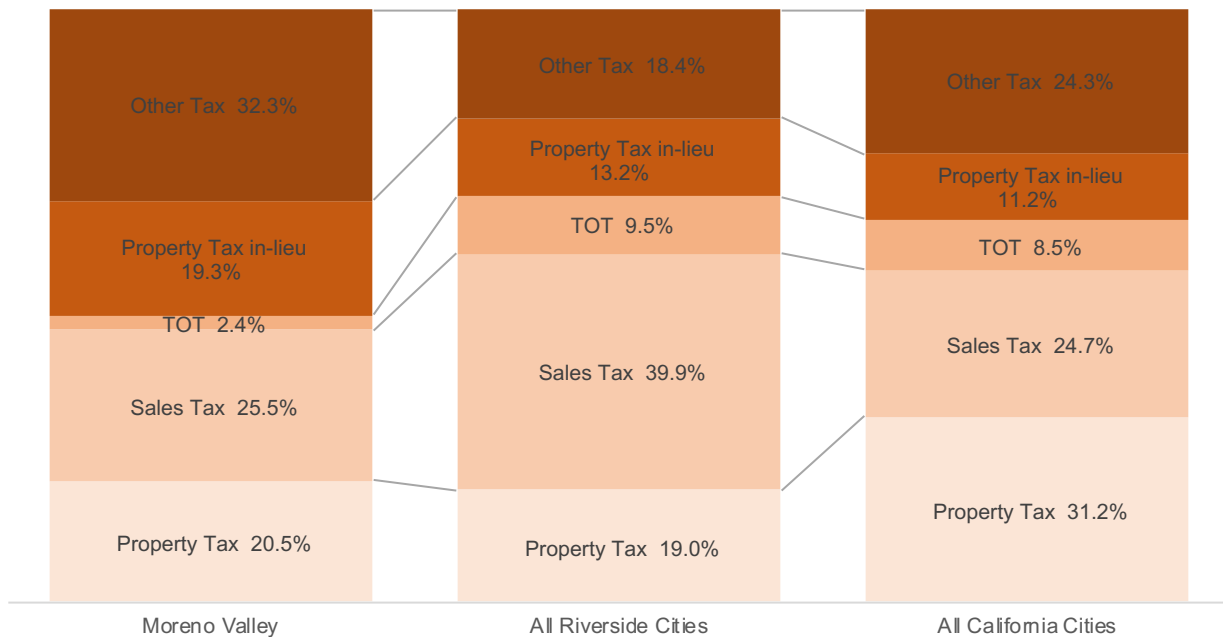 Other Tax 32.3%
Property Tax in-lieu
19.3%
TOT 2.4%
Sales Tax 25.5%
Property Tax 20.5%
Moreno Valley
Other Tax 18.4%
Property Tax in-lieu
13.2%
TOT 9.5%
Sales Tax 39.9%
Property Tax 19.0%
All Riverside Cities
Other Tax 24.3%
Property Tax in-lieu
11.2%
TOT 8.5%
Sales Tax 24.7%
Property Tax 31.2%
All California Cities